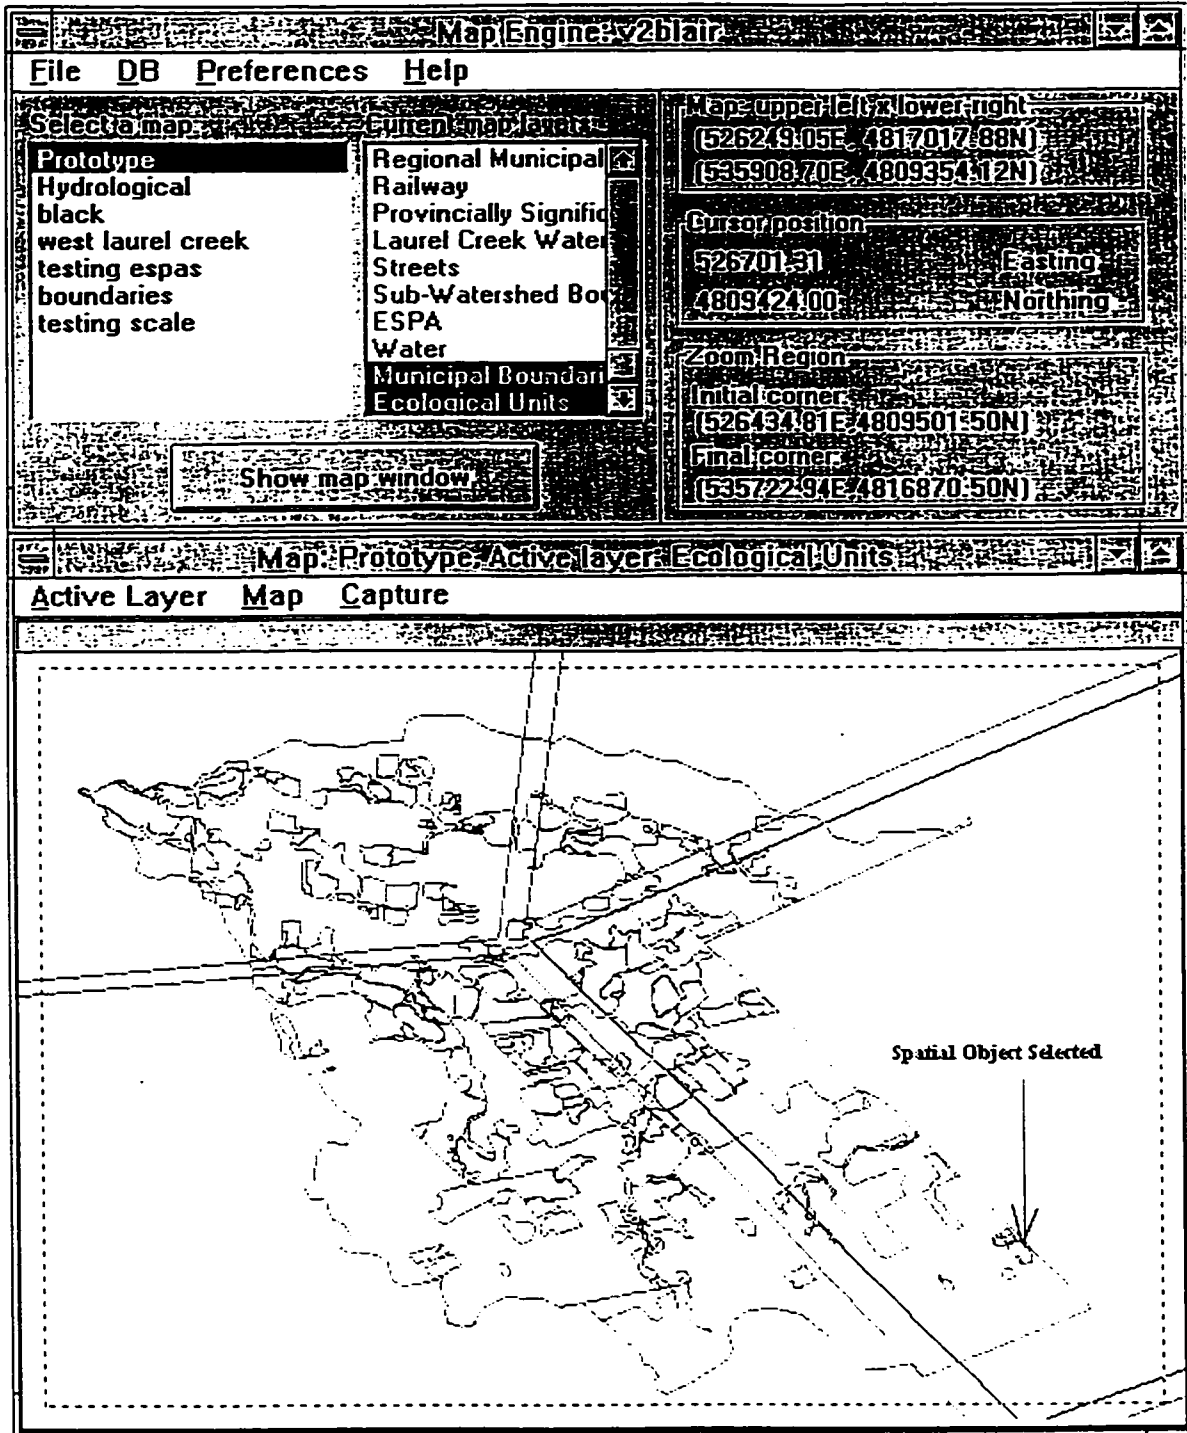 Map Engine: v2blair
File DB Preferences Help
Select a map
Prototype
Hydrological
black
west laurel creek
testing espas
boundaries
testing scale
Current map layers
Regional Municipal
Railway
Provincially Signific
Laurel Creek Water
Streets
Sub-Watershed Bou
ESPA
Water
Municipal Boundari
Ecological Units
Show map window
Map: upper left x lower right
(526249.05E, 4817017.88N)
(535908.70E, 4809354.12N)
Cursor position
526701.31 Easting
4809424.00 Northing
Zoom Region
Initial corner:
(526434.81E,4809501.50N)
Final corner:
(535722.94E,4816870.50N)
Map: Prototype Active layer: Ecological Units
Active Layer Map Capture
Spatial Object Selected